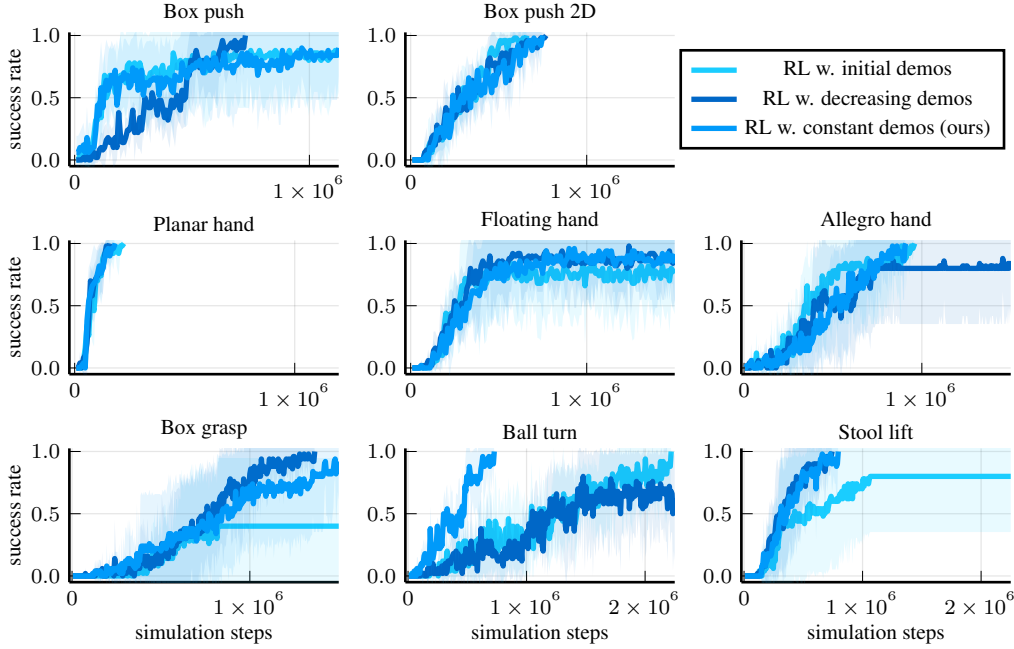 Box push
Box push 2D
success rate
1.0
0.5
0.0
0
1 × 10^6
1.0
0.5
0.0
0
1 × 10^6
RL w. initial demos
RL w. decreasing demos
RL w. constant demos (ours)
Planar hand
Floating hand
Allegro hand
success rate
1.0
0.5
0.0
0
1 × 10^6
1.0
0.5
0.0
0
1 × 10^6
1.0
0.5
0.0
0
1 × 10^6
Box grasp
Ball turn
Stool lift
success rate
1.0
0.5
0.0
0
1 × 10^6
simulation steps
1.0
0.5
0.0
0
1 × 10^6
2 × 10^6
simulation steps
1.0
0.5
0.0
0
1 × 10^6
2 × 10^6
simulation steps